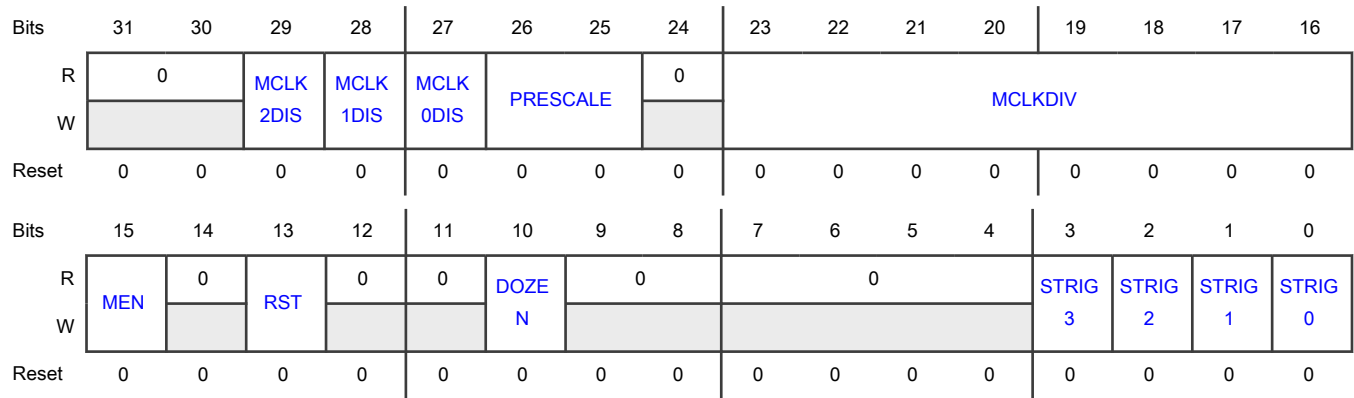 Bits 31 30 29 28 27 26 25 24 23 22 21 20 19 18 17 16
R 0 MCLK MCLK MCLK PRESCALE 0 MCLKDIV
W 2DIS 1DIS 0DIS
Reset 0 0 0 0 0 0 0 0 0 0 0 0 0 0 0 0
Bits 15 14 13 12 11 10 9 8 7 6 5 4 3 2 1 0
R MEN 0 RST 0 0 DOZE 0 0 STRIG STRIG STRIG STRIG
W N 3 2 1 0
Reset 0 0 0 0 0 0 0 0 0 0 0 0 0 0 0 0